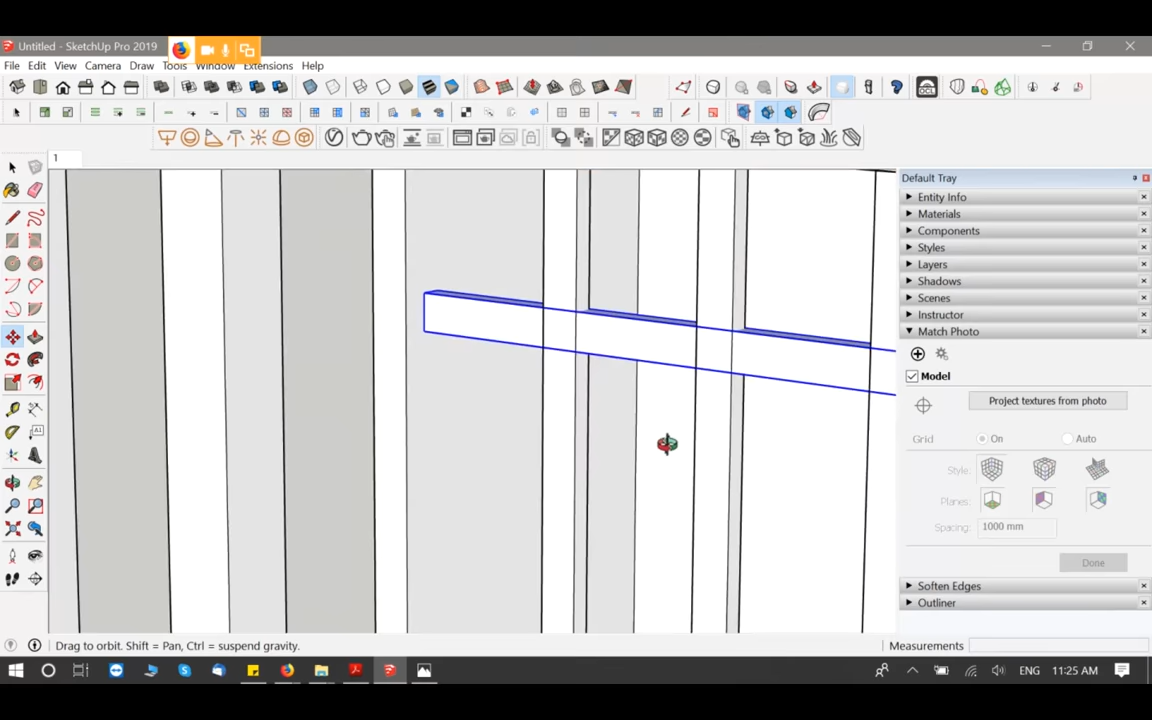 Untitled - SketchUp Pro 2019
File Edit View Camera Draw Tools Window Extensions Help
1
Default Tray
Entity Info
Materials
Components
Styles
Layers
Shadows
Scenes
Instructor
Match Photo
Model
Project textures from photo
Grid On Auto
Style:
Planes:
Spacing: 1000 mm
Done
Soften Edges
Outliner
Drag to orbit. Shift = Pan, Ctrl = suspend gravity.
Measurements
ENG 11:25 AM